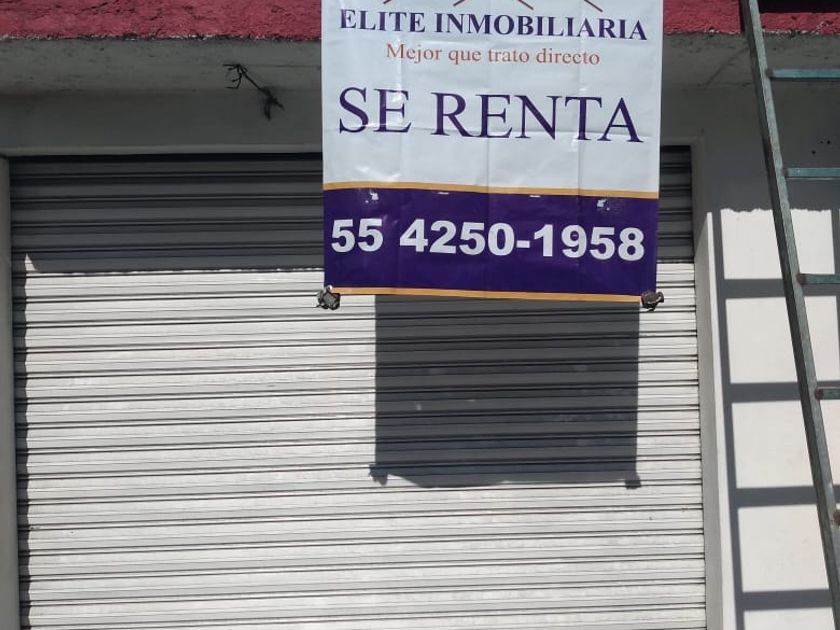 ELITE INMOBILIARIA
Mejor que trato directo
SE RENTA
55 4250-1958